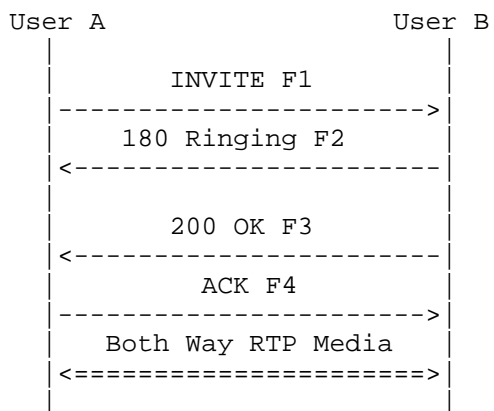 User A User B
INVITE F1
180 Ringing F2
200 OK F3
ACK F4
Both Way RTP Media